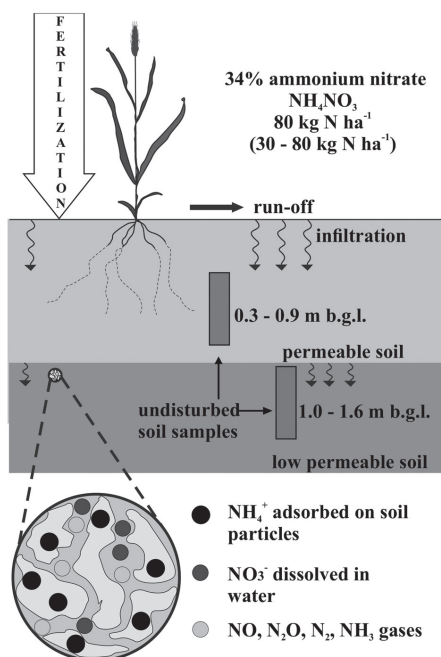 FERTILIZATION
34% ammonium nitrate
NH₄NO₃
80 kg N ha⁻¹
(30 - 80 kg N ha⁻¹)
run-off
infiltration
0.3 - 0.9 m b.g.l.
permeable soil
undisturbed
soil samples
1.0 - 1.6 m b.g.l.
low permeable soil
NH₄⁺ adsorbed on soil
particles
NO₃⁻ dissolved in
water
NO, N₂O, N₂, NH₃ gases